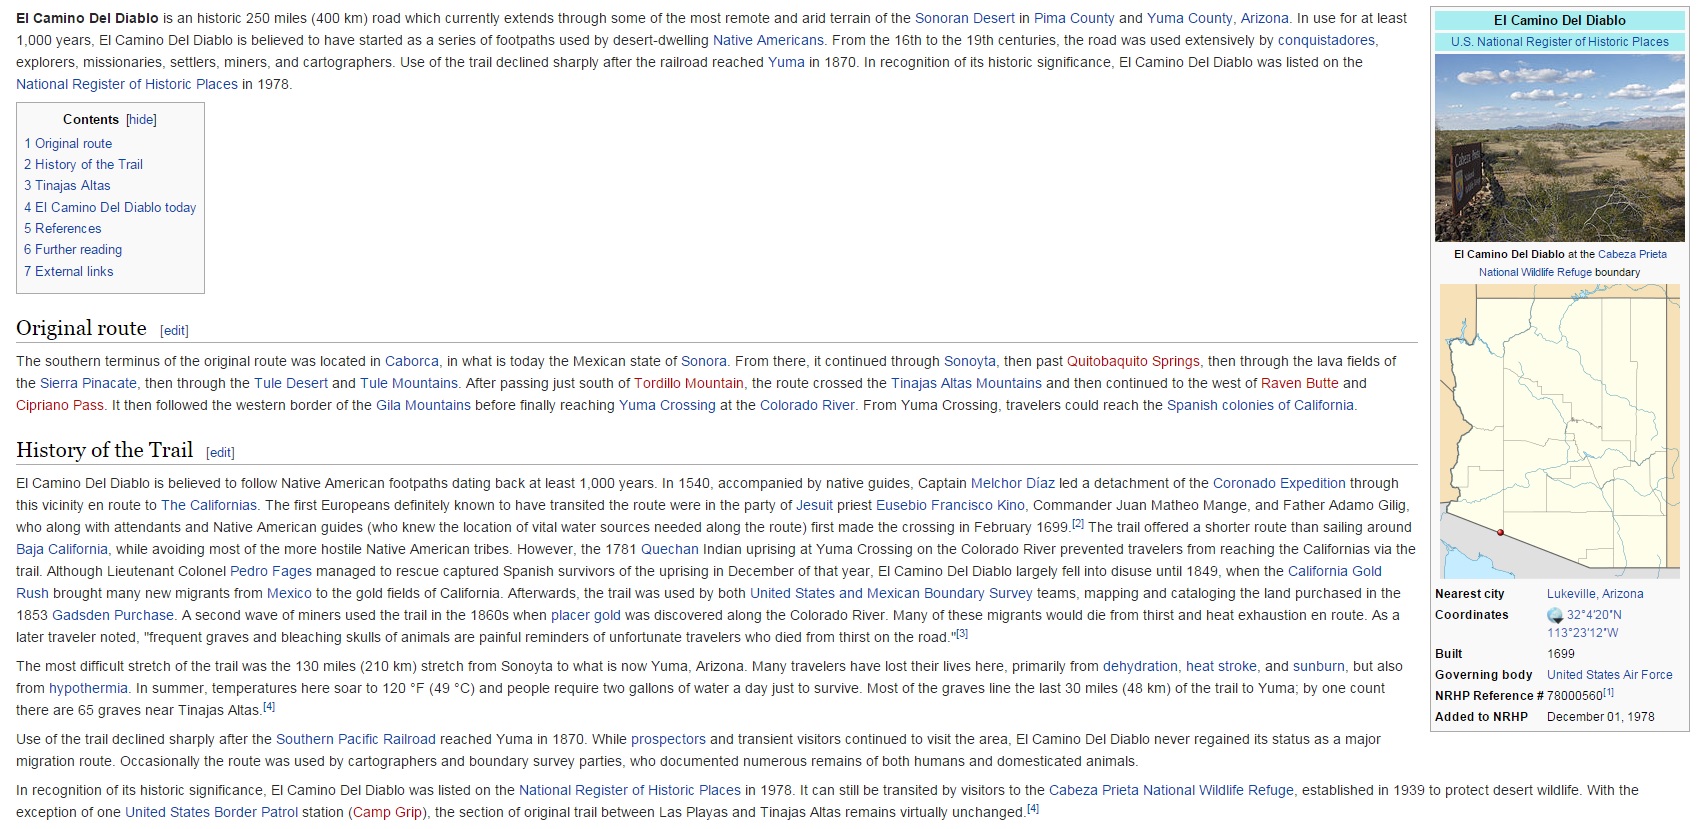 El Camino Del Diablo is an historic 250 miles (400 km) road which currently extends through some of the most remote and arid terrain of the Sonoran Desert in Pima County and Yuma County, Arizona. In use for at least
1,000 years, El Camino Del Diablo is believed to have started as a series of footpaths used by desert-dwelling Native Americans. From the 16th to the 19th centuries, the road was used extensively by conquistadores,
explorers, missionaries, settlers, miners, and cartographers. Use of the trail declined sharply after the railroad reached Yuma in 1870. In recognition of its historic significance, El Camino Del Diablo was listed on the
National Register of Historic Places in 1978.
Contents [hide]
1 Original route
2 History of the Trail
3 Tinajas Altas
4 El Camino Del Diablo today
5 References
6 Further reading
7 External links
Original route [edit]
The southern terminus of the original route was located in Caborca, in what is today the Mexican state of Sonora. From there, it continued through Sonoyta, then past Quitobaquito Springs, then through the lava fields of
the Sierra Pinacate, then through the Tule Desert and Tule Mountains. After passing just south of Tordillo Mountain, the route crossed the Tinajas Altas Mountains and then continued to the west of Raven Butte and
Cipriano Pass. It then followed the western border of the Gila Mountains before finally reaching Yuma Crossing at the Colorado River. From Yuma Crossing, travelers could reach the Spanish colonies of California.
History of the Trail [edit]
El Camino Del Diablo is believed to follow Native American footpaths dating back at least 1,000 years. In 1540, accompanied by native guides, Captain Melchor Díaz led a detachment of the Coronado Expedition through
this vicinity en route to The Californias. The first Europeans definitely known to have transited the route were in the party of Jesuit priest Eusebio Francisco Kino, Commander Juan Matheo Mange, and Father Adamo Gilig,
who along with attendants and Native American guides (who knew the location of vital water sources needed along the route) first made the crossing in February 1699.[2] The trail offered a shorter route than sailing around
Baja California, while avoiding most of the more hostile Native American tribes. However, the 1781 Quechan Indian uprising at Yuma Crossing on the Colorado River prevented travelers from reaching the Californias via the
trail. Although Lieutenant Colonel Pedro Fages managed to rescue captured Spanish survivors of the uprising in December of that year, El Camino Del Diablo largely fell into disuse until 1849, when the California Gold
Rush brought many new migrants from Mexico to the gold fields of California. Afterwards, the trail was used by both United States and Mexican Boundary Survey teams, mapping and cataloging the land purchased in the
1853 Gadsden Purchase. A second wave of miners used the trail in the 1860s when placer gold was discovered along the Colorado River. Many of these migrants would die from thirst and heat exhaustion en route. As a
later traveler noted, "frequent graves and bleaching skulls of animals are painful reminders of unfortunate travelers who died from thirst on the road."[3]
The most difficult stretch of the trail was the 130 miles (210 km) stretch from Sonoyta to what is now Yuma, Arizona. Many travelers have lost their lives here, primarily from dehydration, heat stroke, and sunburn, but also
from hypothermia. In summer, temperatures here soar to 120 °F (49 °C) and people require two gallons of water a day just to survive. Most of the graves line the last 30 miles (48 km) of the trail to Yuma; by one count
there are 65 graves near Tinajas Altas.[4]
Use of the trail declined sharply after the Southern Pacific Railroad reached Yuma in 1870. While prospectors and transient visitors continued to visit the area, El Camino Del Diablo never regained its status as a major
migration route. Occasionally the route was used by cartographers and boundary survey parties, who documented numerous remains of both humans and domesticated animals.
In recognition of its historic significance, El Camino Del Diablo was listed on the National Register of Historic Places in 1978. It can still be transited by visitors to the Cabeza Prieta National Wildlife Refuge, established in 1939 to protect desert wildlife. With the
exception of one United States Border Patrol station (Camp Grip), the section of original trail between Las Playas and Tinajas Altas remains virtually unchanged.[4]
El Camino Del Diablo
U.S. National Register of Historic Places
Cabeza Prieta
El Camino Del Diablo at the Cabeza Prieta
National Wildlife Refuge boundary
Nearest city Lukeville, Arizona
Coordinates 32°4′20″N
113°23′12″W
Built 1699
Governing body United States Air Force
NRHP Reference # 78000560[1]
Added to NRHP December 01, 1978